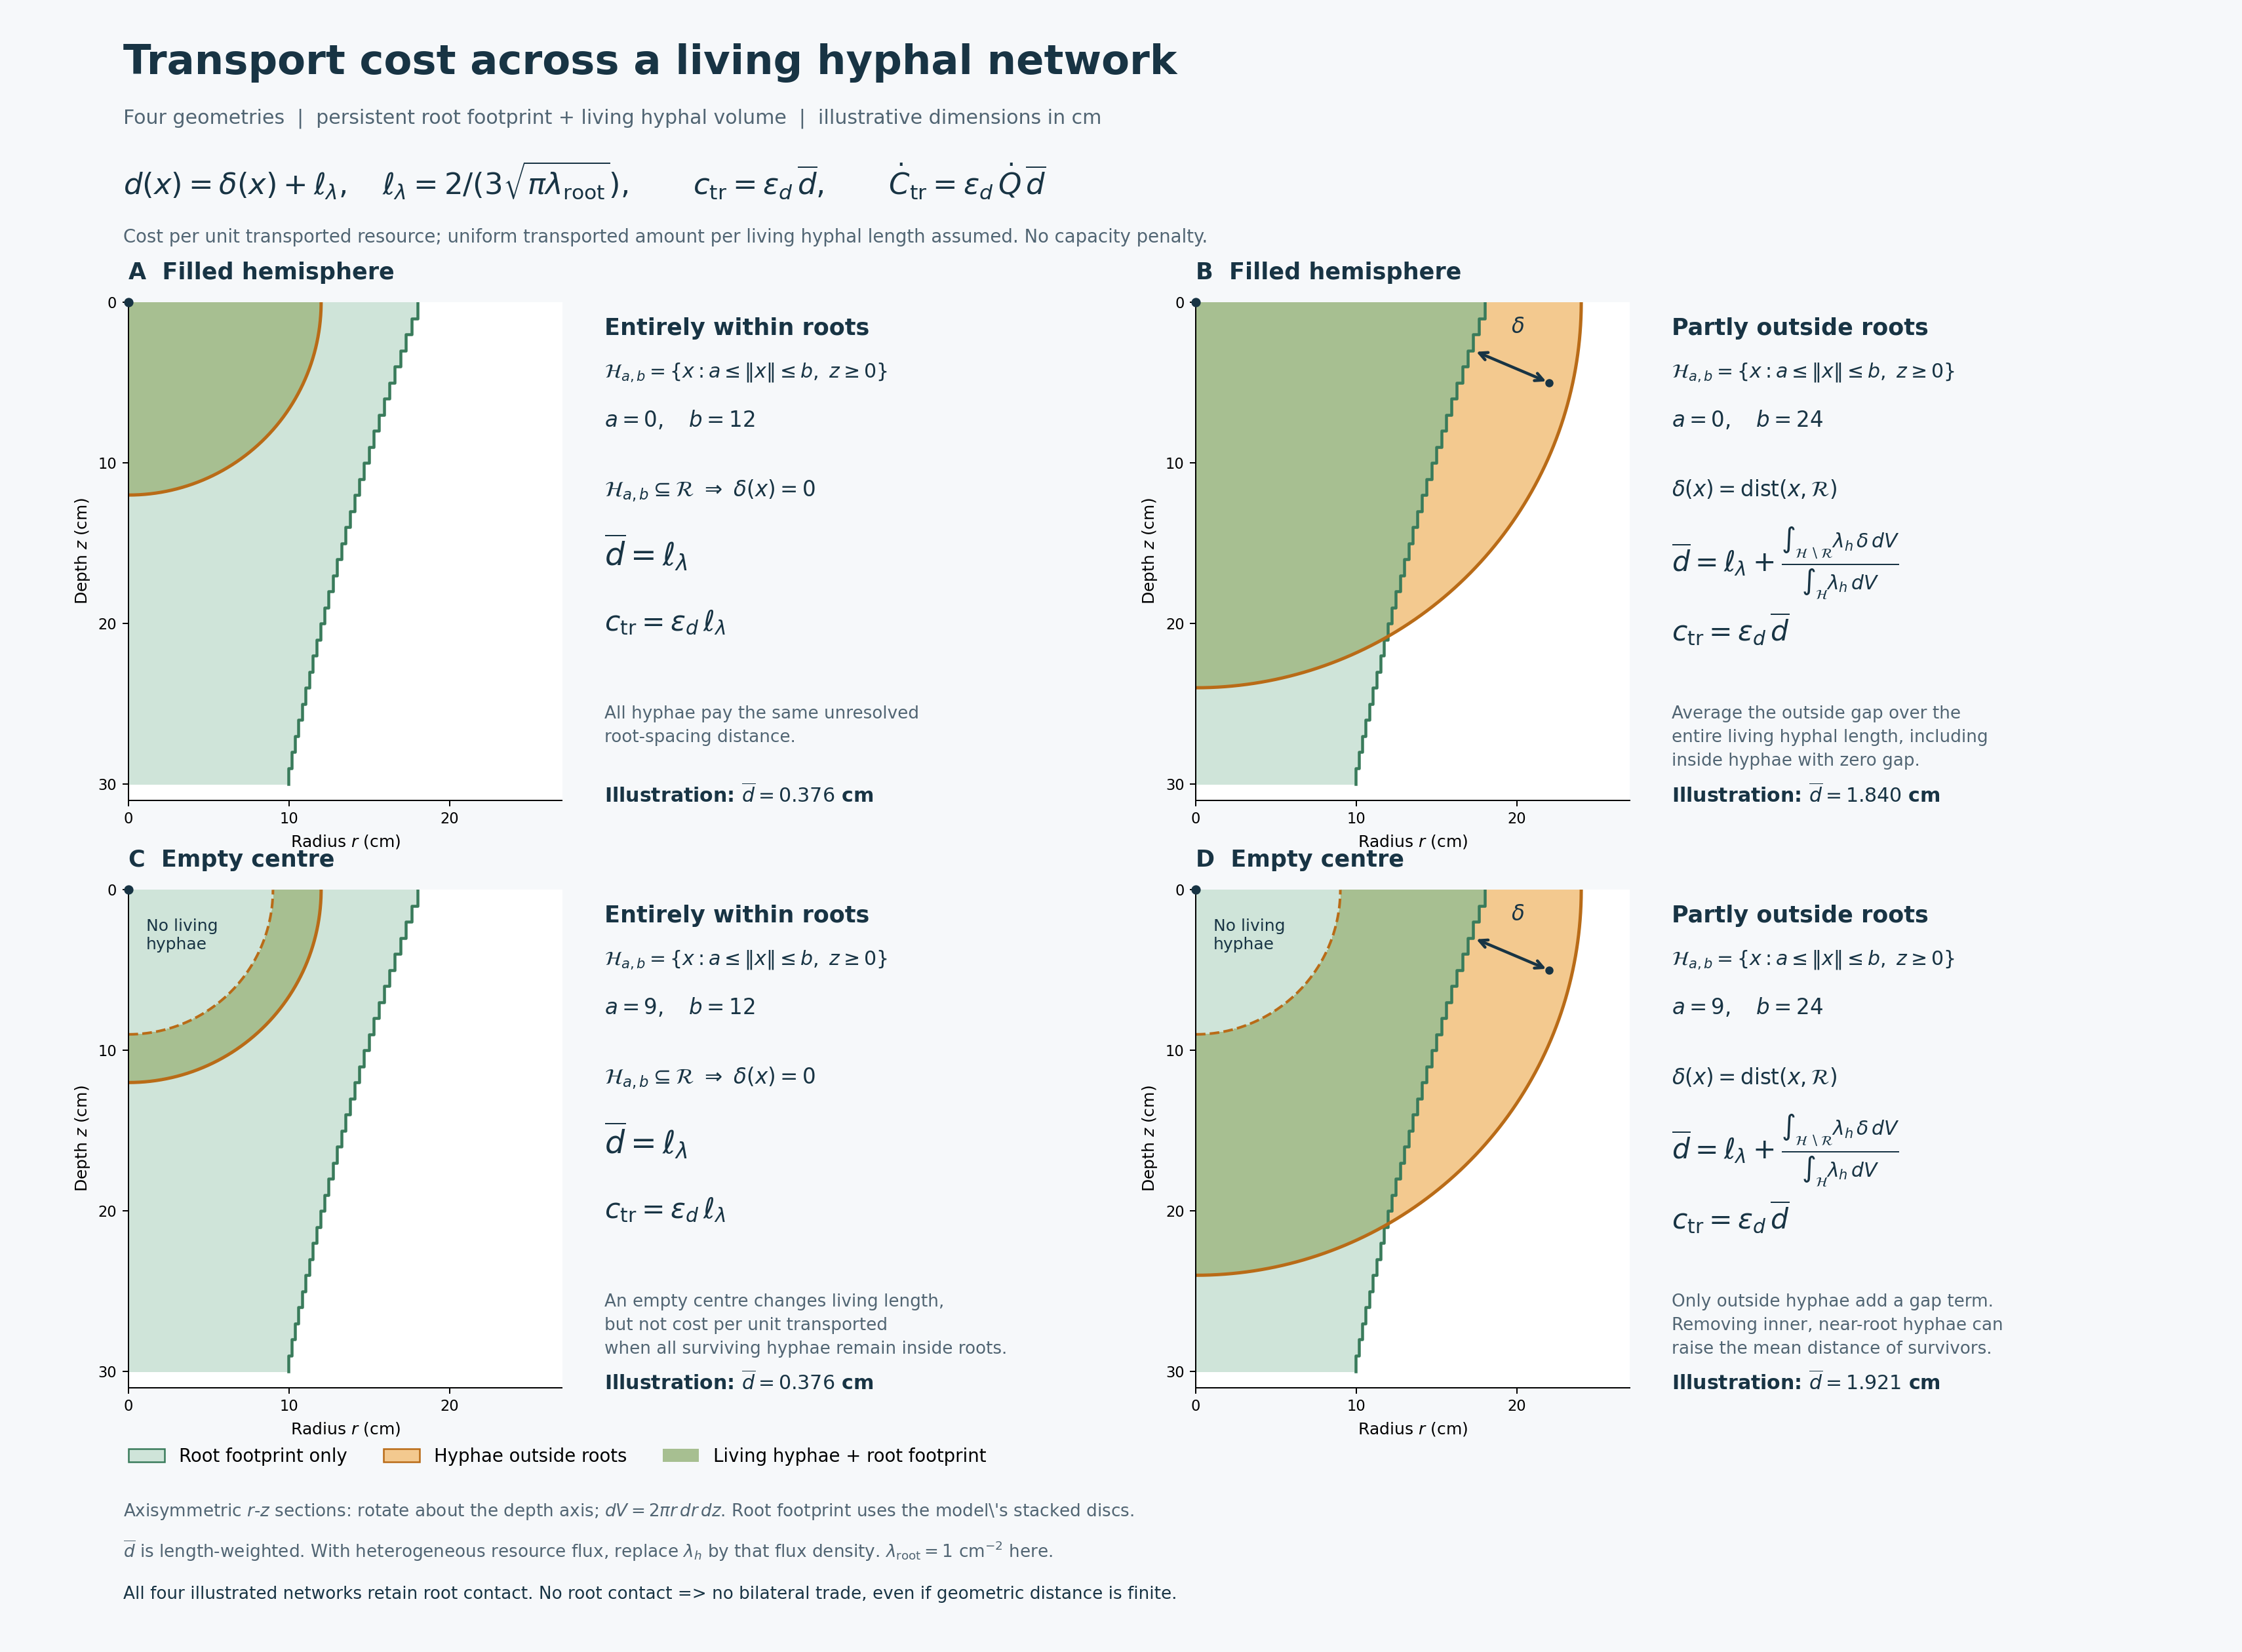 Transport cost across a living hyphal network
Four geometries | persistent root footprint + living hyphal volume | illustrative dimensions in cm
d(x) = δ(x) + ℓ_λ,   ℓ_λ = 2/(3√(πλ_root)),   c_tr = ε_d d̅,   Ċ_tr = ε_d Q̇ d̅
Cost per unit transported resource; uniform transported amount per living hyphal length assumed. No capacity penalty.
A Filled hemisphere
0
10
20
30
Depth z (cm)
0 10 20
Radius r (cm)
Entirely within roots
ℋ_{a,b} = {x : a ≤ ‖x‖ ≤ b, z ≥ 0}
a = 0,   b = 12
ℋ_{a,b} ⊆ ℛ ⇒ δ(x) = 0
d̅ = ℓ_λ
c_tr = ε_d ℓ_λ
All hyphae pay the same unresolved
root-spacing distance.
Illustration: d̅ = 0.376 cm
B Filled hemisphere
0
10
20
30
Depth z (cm)
0 10 20
Radius r (cm)
δ
Partly outside roots
ℋ_{a,b} = {x : a ≤ ‖x‖ ≤ b, z ≥ 0}
a = 0,   b = 24
δ(x) = dist(x, ℛ)
d̅ = ℓ_λ + ∫_{ℋ \ ℛ} λ_h δ dV / ∫_ℋ λ_h dV
c_tr = ε_d d̅
Average the outside gap over the
entire living hyphal length, including
inside hyphae with zero gap.
Illustration: d̅ = 1.840 cm
C Empty centre
0
10
20
30
Depth z (cm)
0 10 20
Radius r (cm)
No living
hyphae
Entirely within roots
ℋ_{a,b} = {x : a ≤ ‖x‖ ≤ b, z ≥ 0}
a = 9,   b = 12
ℋ_{a,b} ⊆ ℛ ⇒ δ(x) = 0
d̅ = ℓ_λ
c_tr = ε_d ℓ_λ
An empty centre changes living length,
but not cost per unit transported
when all surviving hyphae remain inside roots.
Illustration: d̅ = 0.376 cm
D Empty centre
0
10
20
30
Depth z (cm)
0 10 20
Radius r (cm)
No living
hyphae
δ
Partly outside roots
ℋ_{a,b} = {x : a ≤ ‖x‖ ≤ b, z ≥ 0}
a = 9,   b = 24
δ(x) = dist(x, ℛ)
d̅ = ℓ_λ + ∫_{ℋ \ ℛ} λ_h δ dV / ∫_ℋ λ_h dV
c_tr = ε_d d̅
Only outside hyphae add a gap term.
Removing inner, near-root hyphae can
raise the mean distance of survivors.
Illustration: d̅ = 1.921 cm
Root footprint only
Hyphae outside roots
Living hyphae + root footprint
Axisymmetric r-z sections: rotate about the depth axis; dV = 2πr dr dz. Root footprint uses the model\'s stacked discs.
d̅ is length-weighted. With heterogeneous resource flux, replace λ_h by that flux density. λ_root = 1 cm⁻² here.
All four illustrated networks retain root contact. No root contact => no bilateral trade, even if geometric distance is finite.